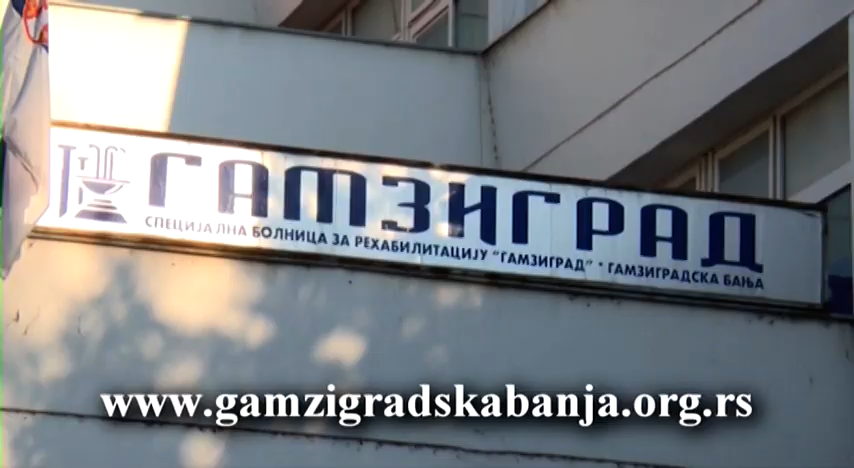 ГАМЗИГРАД
СПЕЦИЈАЛНА БОЛНИЦА ЗА РЕХАБИЛИТАЦИЈУ "ГАМЗИГРАД" • ГАМЗИГРАДСКА БАЊА
www.gamzigradskabanja.org.rs